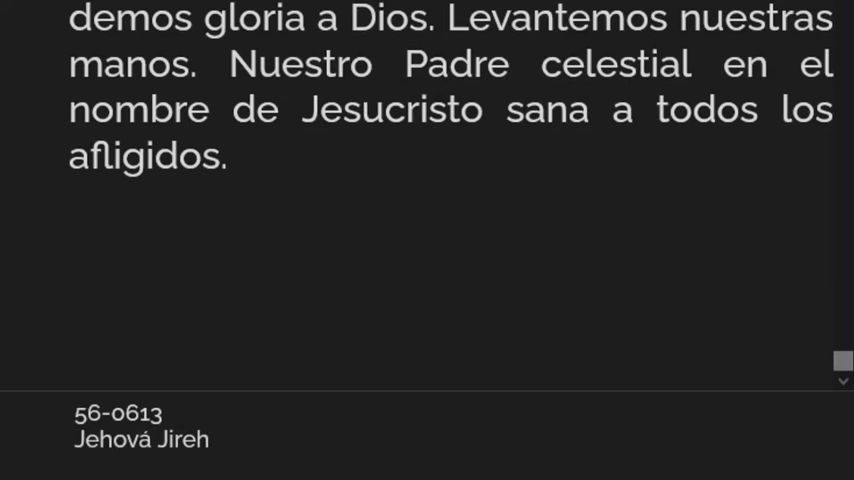 demos gloria a Dios. Levantemos nuestras
manos. Nuestro Padre celestial en el
nombre de Jesucristo sana a todos los
afligidos.
56-0613
Jehová Jireh